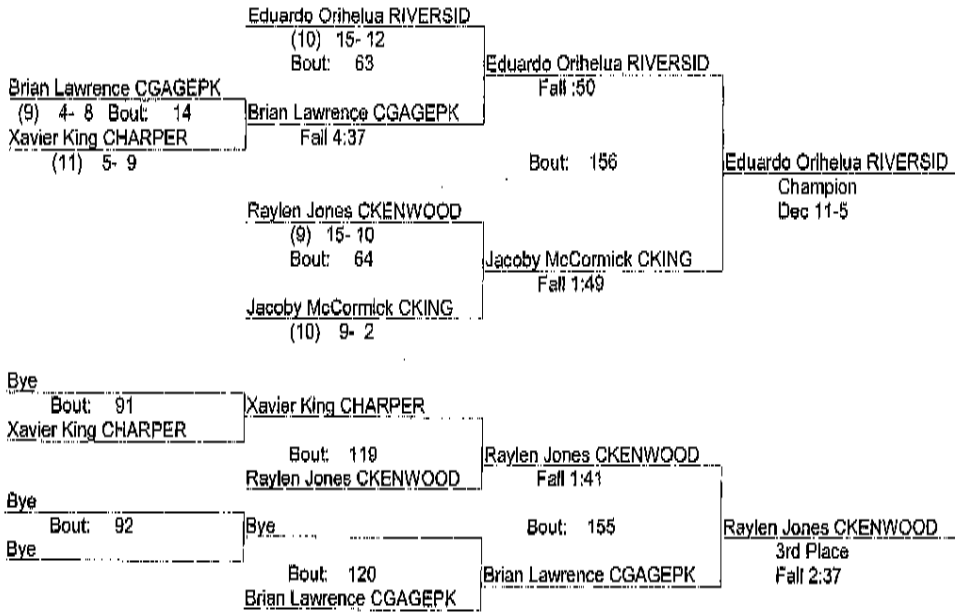 Eduardo Orihelua RIVERSID
(10) 15- 12
Bout: 63
Eduardo Orihelua RIVERSID
Fall :50
Brian Lawrence CGAGEPK
(9) 4- 8 Bout: 14
Brian Lawrence CGAGEPK
Fall 4:37
Xavier King CHARPER
(11) 5- 9
Bout: 156
Eduardo Orihelua RIVERSID
Champion
Dec 11-5
Raylen Jones CKENWOOD
(9) 15- 10
Bout: 64
Jacoby McCormick CKING
Fall 1:49
Jacoby McCormick CKING
(10) 9- 2
Bye
Bout: 91
Xavier King CHARPER
Xavier King CHARPER
Bout: 119
Raylen Jones CKENWOOD
Fall 1:41
Raylen Jones CKENWOOD
Bye
Bout: 92
Bye
Bye
Bout: 155
Raylen Jones CKENWOOD
3rd Place
Fall 2:37
Bout: 120
Brian Lawrence CGAGEPK
Brian Lawrence CGAGEPK